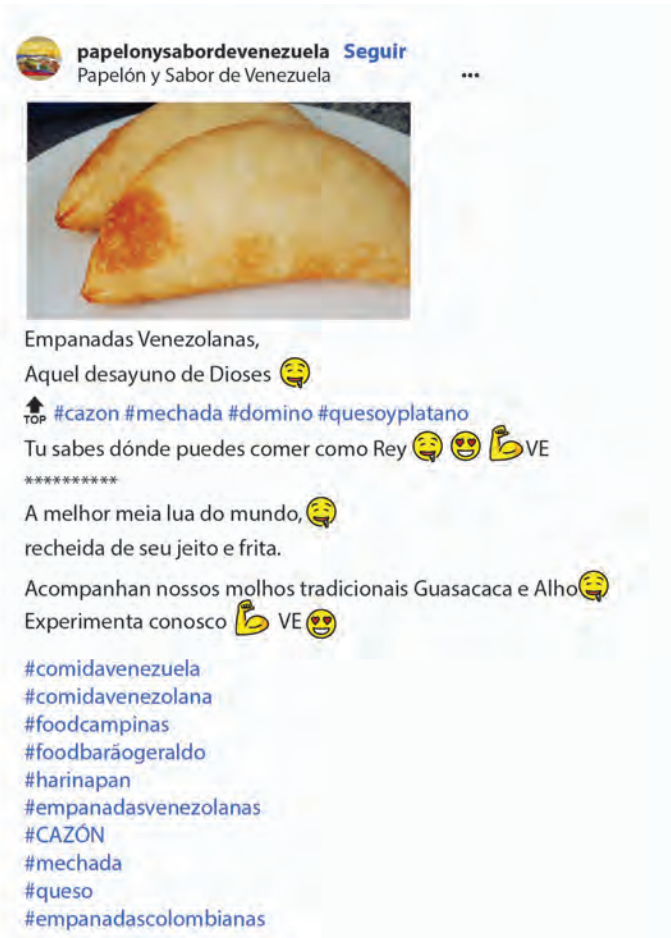 papelonysabordevenezuela Seguir
Papelón y Sabor de Venezuela
Empanadas Venezolanas,
Aquel desayuno de Dioses 🤤
TOP #cazon #mechada #domino #quesoyplatano
Tu sabes dónde puedes comer como Rey 🤤 😍 💪 VE
**********
A melhor meia lua do mundo, 🤤
recheida de seu jeito e frita.
Acompanhan nossos molhos tradicionais Guasacaca e Alho 🤤
Experimenta conosco 💪 VE 😍
#comidavenezuela
#comidavenezolana
#foodcampinas
#foodbarãogeraldo
#harinapan
#empanadasvenezolanas
#CAZÓN
#mechada
#queso
#empanadascolombianas